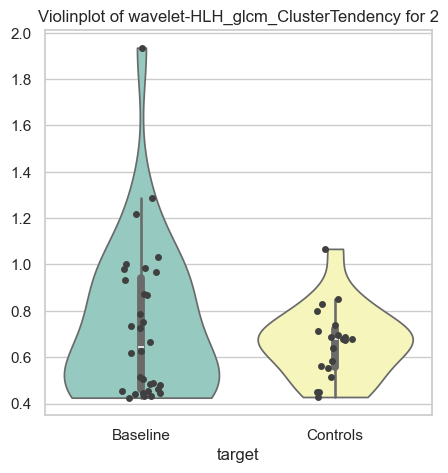 Violinplot of wavelet-HLH_glcm_ClusterTendency for 2
2.0
1.8
1.6
1.4
1.2
1.0
0.8
0.6
0.4
Baseline
Controls
target